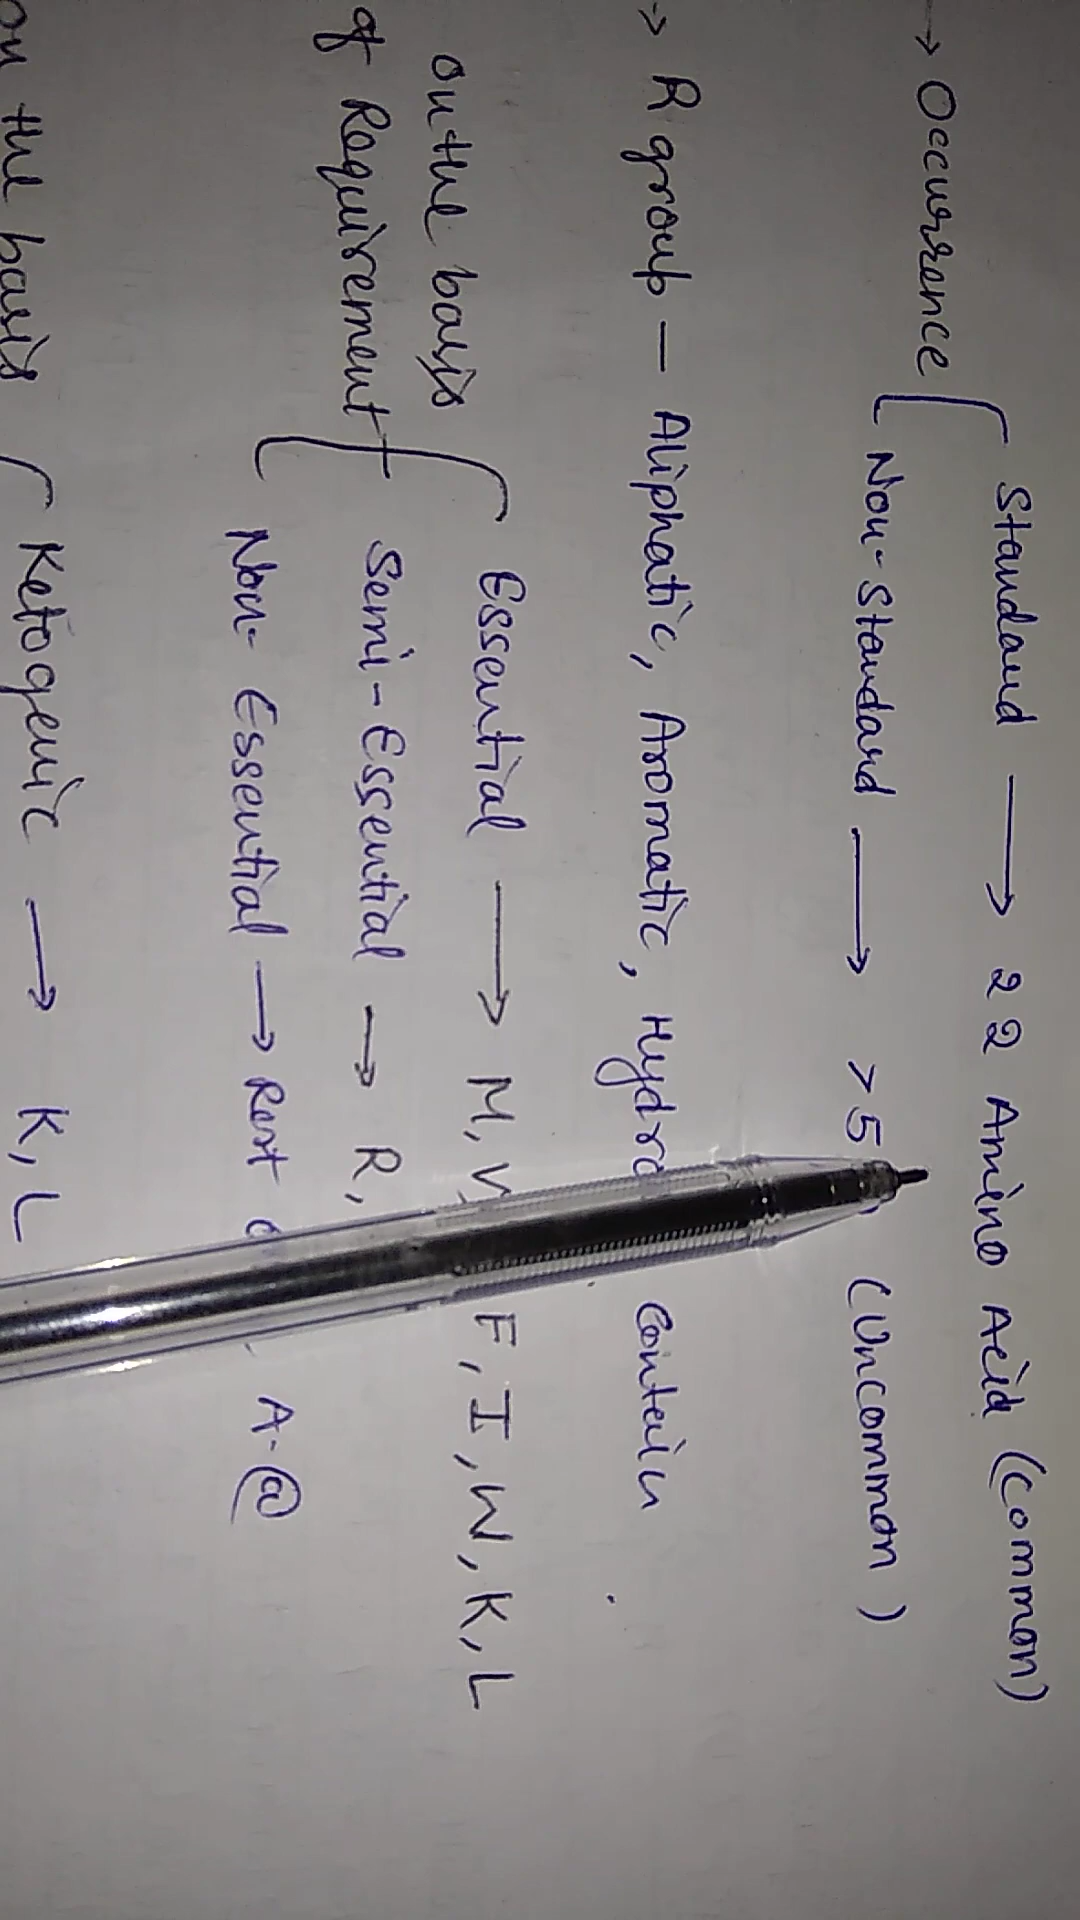 → Occurrence
Standard → 22 Amino Acid (Common)
Non-Standard → >5 (Uncommon)
> R group – Aliphatic, Aromatic, Contain
on the basis of Requirement
Essential → M, F, I, W, K, L
Semi-Essential → R,
Non-Essential → Rest A-@
on the basis
Ketogenic → K, L